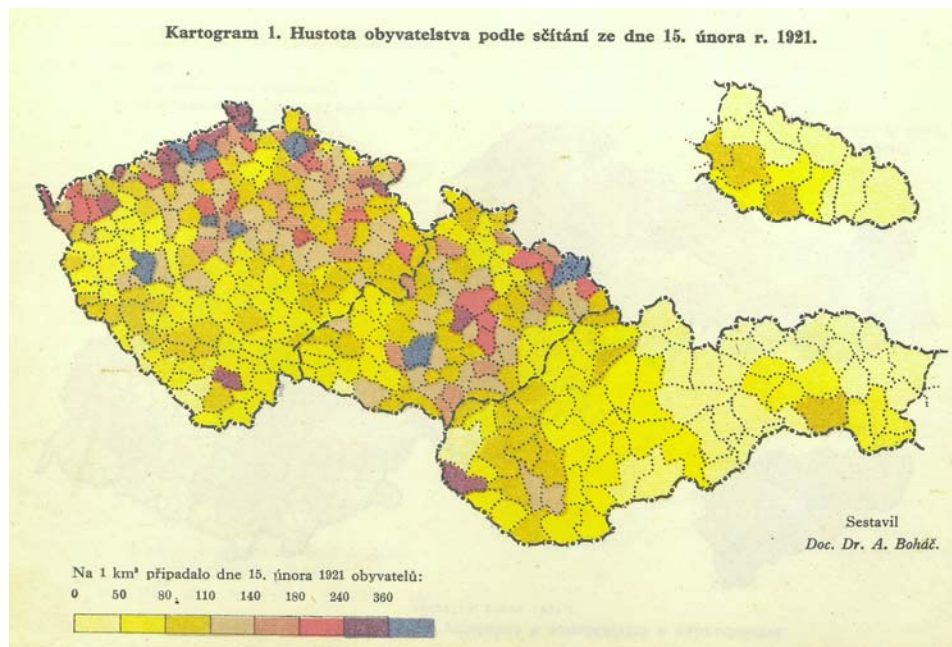 Kartogram 1. Hustota obyvatelstva podle sčítání ze dne 15. února r. 1921.
Sestavil
Doc. Dr. A. Boháč.
Na 1 km² připadalo dne 15. února 1921 obyvatelů:
0 50 80 110 140 180 240 360